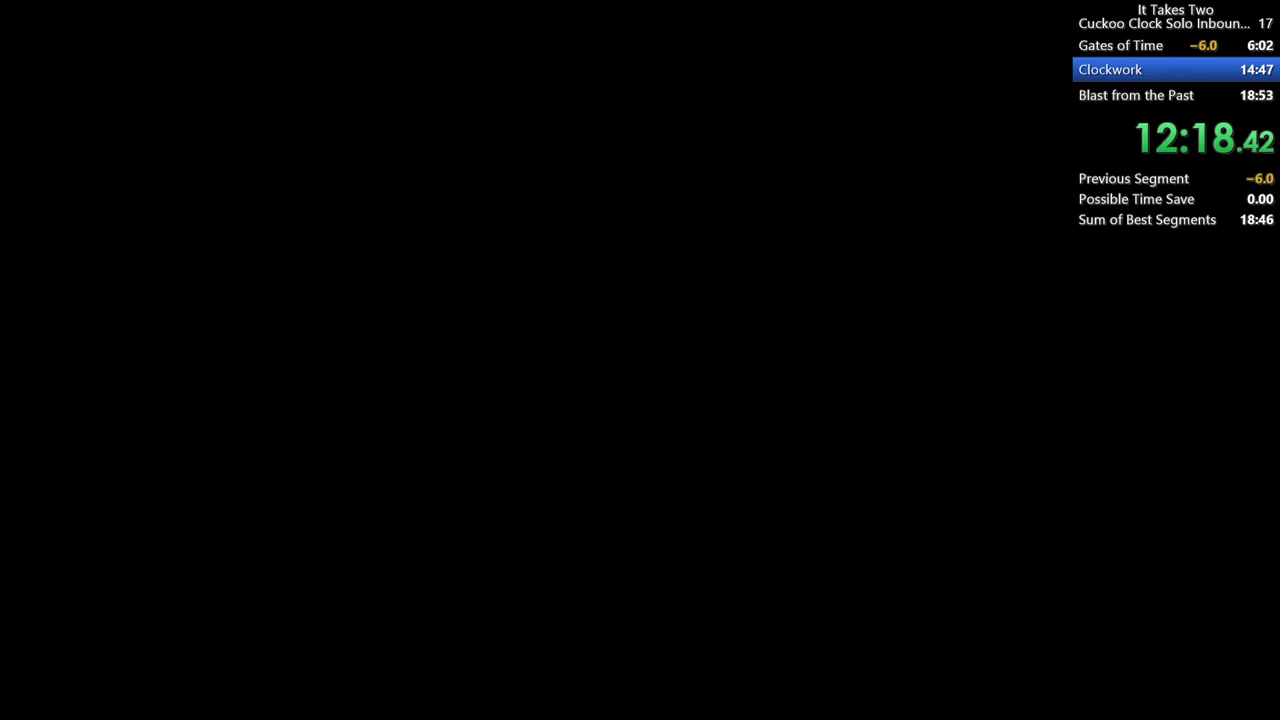 It Takes Two
Cuckoo Clock Solo Inboun... 17
Gates of Time −6.0 6:02
Clockwork 14:47
Blast from the Past 18:53
12:18.42
Previous Segment −6.0
Possible Time Save 0.00
Sum of Best Segments 18:46